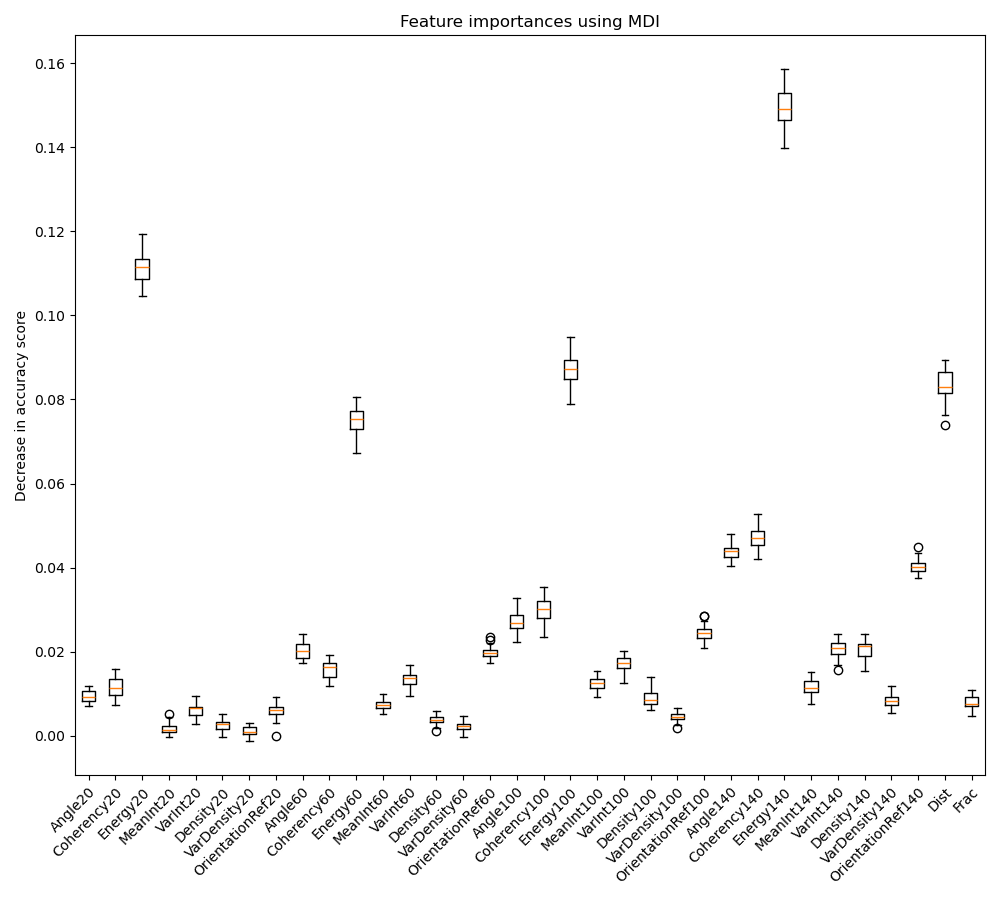 Feature importances using MDI
Decrease in accuracy score
0.16
0.14
0.12
0.10
0.08
0.06
0.04
0.02
0.00
Angle20
Coherency20
Energy20
MeanInt20
VarInt20
Density20
VarDensity20
OrientationRef20
Angle60
Coherency60
Energy60
MeanInt60
VarInt60
Density60
VarDensity60
OrientationRef60
Angle100
Coherency100
Energy100
MeanInt100
VarInt100
Density100
VarDensity100
OrientationRef100
Angle140
Coherency140
Energy140
MeanInt140
VarInt140
Density140
VarDensity140
OrientationRef140
Dist
Frac